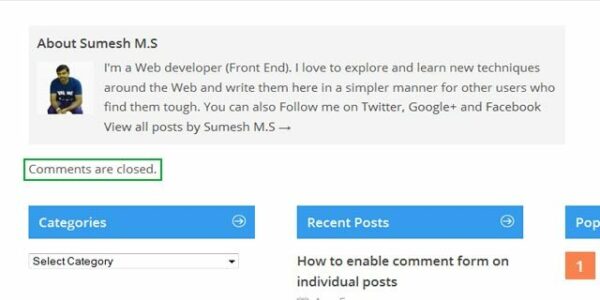 About Sumesh M.S
I'm a Web developer (Front End). I love to explore and learn new techniques
around the Web and write them here in a simpler manner for other users who
find them tough. You can also Follow me on Twitter, Google+ and Facebook
View all posts by Sumesh M.S →
Comments are closed.
Categories
Select Category
Recent Posts
How to enable comment form on
individual posts
Pop
1